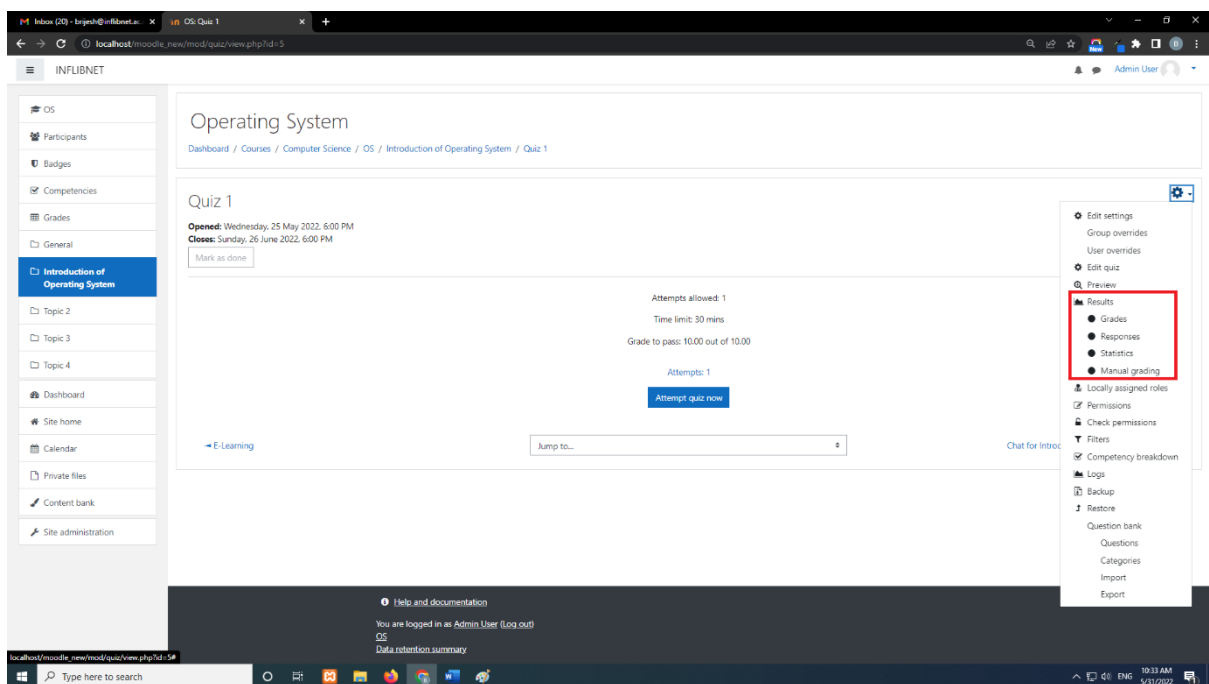 Inbox (20) - brijesh@inflibnet.ac.
OS: Quiz 1
localhost/moodle_new/mod/quiz/view.php?id=5
New
INFLIBNET
Admin User
OS
Participants
Badges
Competencies
Grades
General
Introduction of
Operating System
Topic 2
Topic 3
Topic 4
Dashboard
Site home
Calendar
Private files
Content bank
Site administration
Operating System
Dashboard / Courses / Computer Science / OS / Introduction of Operating System / Quiz 1
Quiz 1
Opened: Wednesday, 25 May 2022, 6:00 PM
Closes: Sunday, 26 June 2022, 6:00 PM
Mark as done
Attempts allowed: 1
Time limit: 30 mins
Grade to pass: 10.00 out of 10.00
Attempts: 1
Attempt quiz now
◄ E-Learning
Jump to...
Chat for Introd
Edit settings
Group overrides
User overrides
Edit quiz
Preview
Results
Grades
Responses
Statistics
Manual grading
Locally assigned roles
Permissions
Check permissions
Filters
Competency breakdown
Logs
Backup
Restore
Question bank
Questions
Categories
Import
Export
Help and documentation
You are logged in as Admin User (Log out)
OS
Data retention summary
localhost/moodle_new/mod/quiz/view.php?id=5#
Type here to search
ENG
10:33 AM
5/31/2022